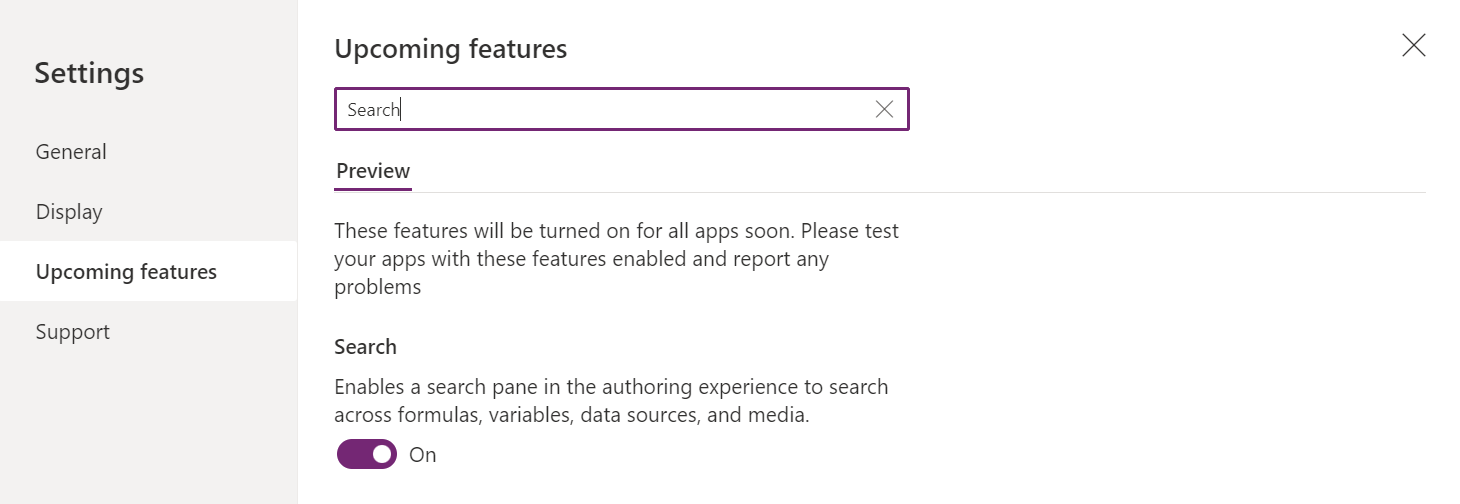 Settings
General
Display
Upcoming features
Support
Upcoming features
Search
Preview
These features will be turned on for all apps soon. Please test
your apps with these features enabled and report any
problems
Search
Enables a search pane in the authoring experience to search
across formulas, variables, data sources, and media.
On